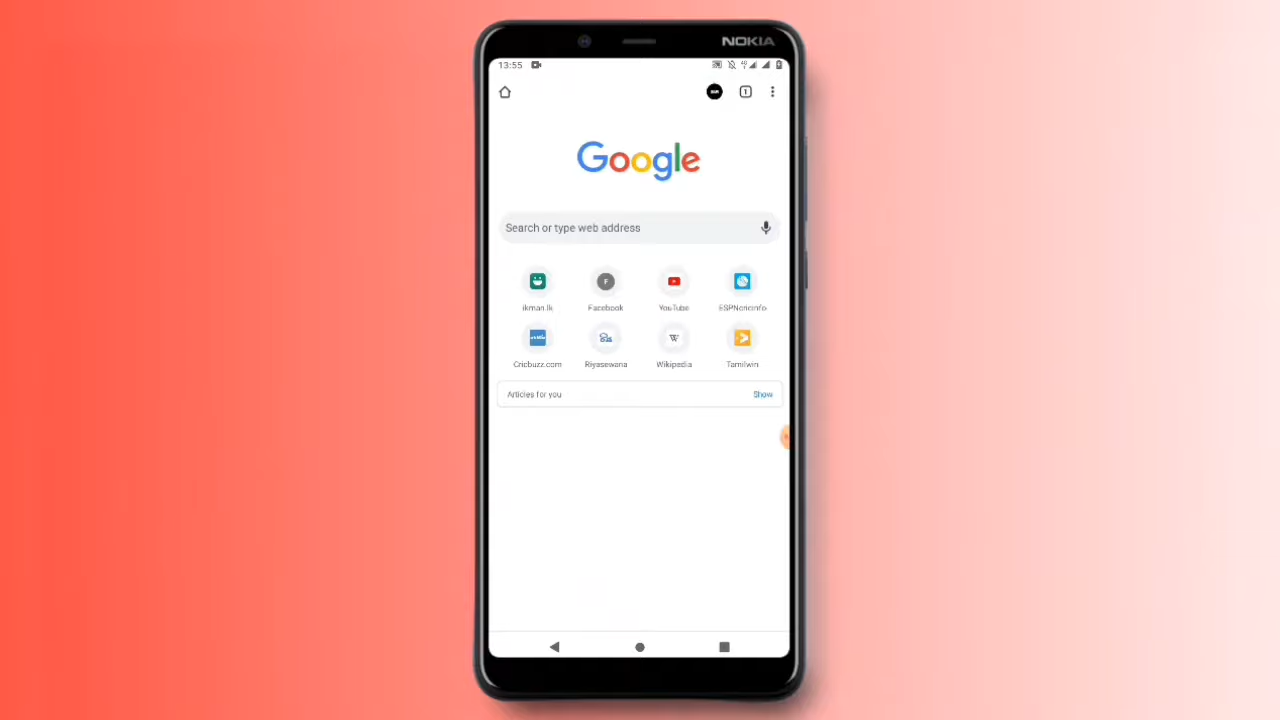 NOKIA
13:55
1
Google
Search or type web address
F
ikman.lk Facebook YouTube ESPNcricinfo
W
Cricbuzz.com Riyasewana Wikipedia Tamilwin
Articles for you Show